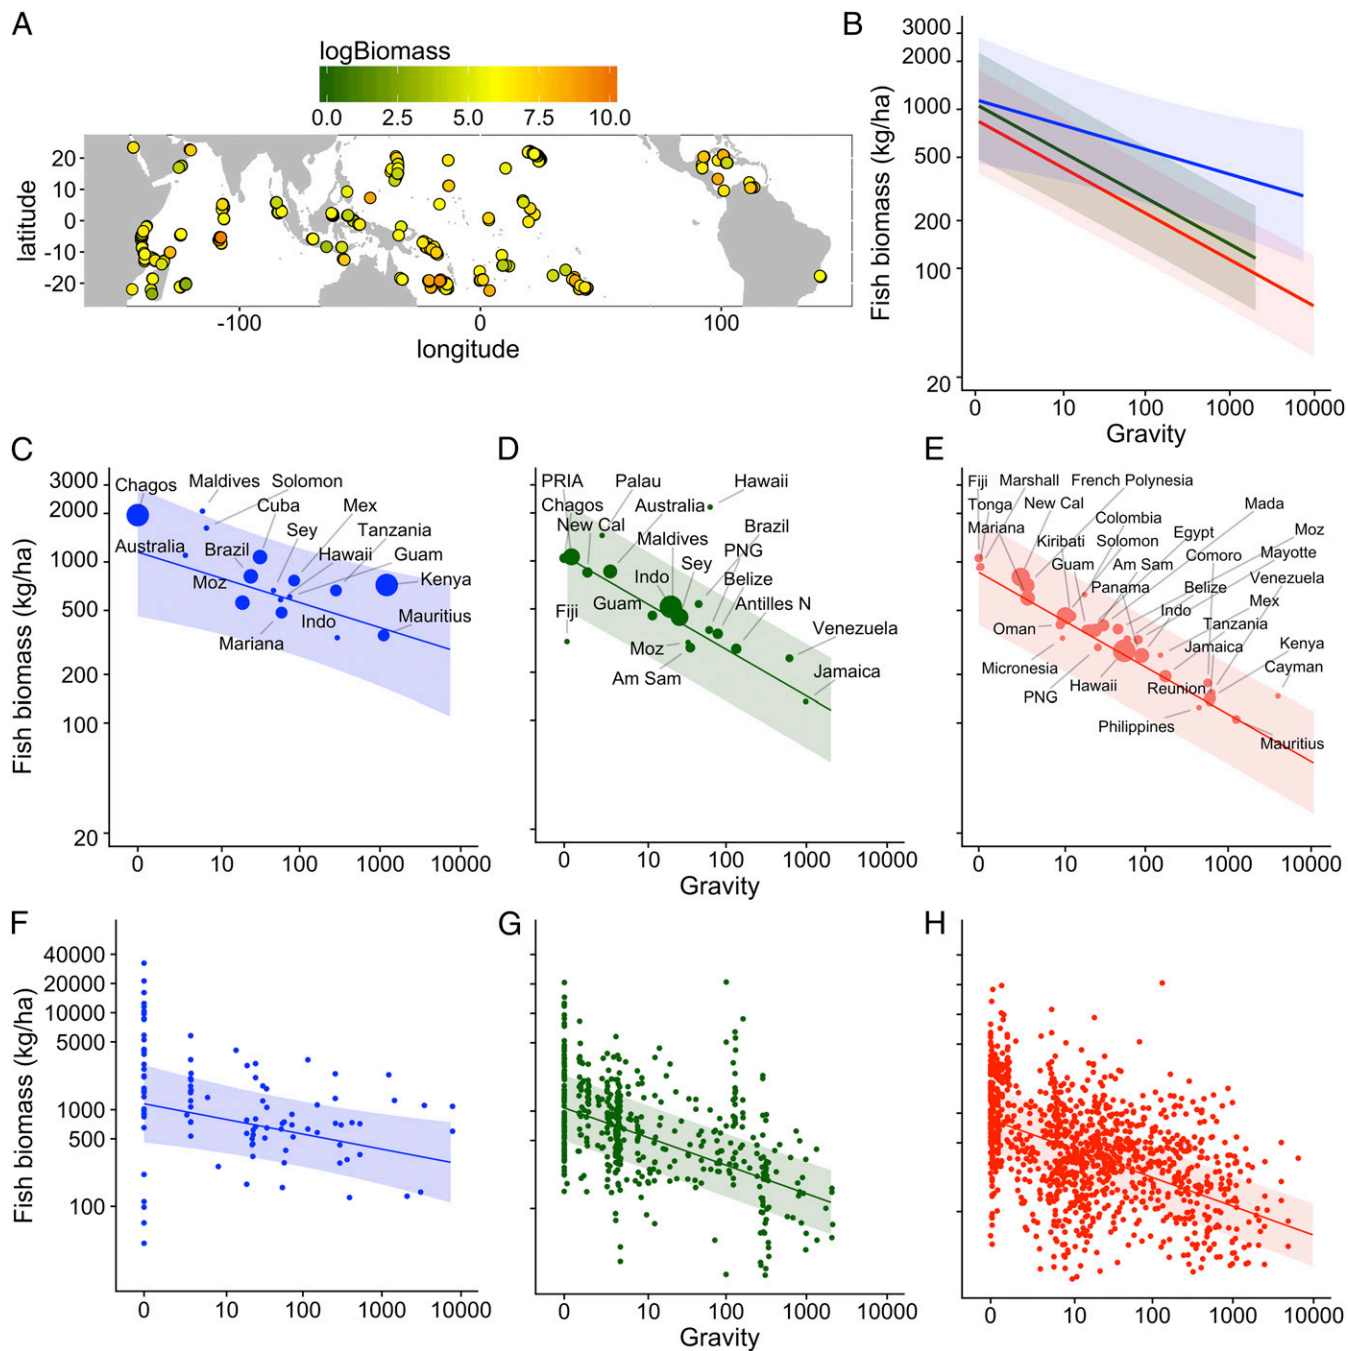 A
logBiomass
0.0 2.5 5.0 7.5 10.0
latitude
20
10
0
-10
-20
-100 0 100
longitude
B
Fish biomass (kg/ha)
3000
2000
1000
500
200
100
20
0 10 100 1000 10000
Gravity
C
Fish biomass (kg/ha)
3000
2000
1000
500
200
100
20
Chagos
Maldives
Solomon
Cuba
Mex
Sey
Tanzania
Australia
Brazil
Hawaii
Guam
Moz
Kenya
Indo
Mauritius
Mariana
0 10 100 1000 10000
D
PRIA
Palau
Hawaii
Chagos
Australia
New Cal
Brazil
Maldives
PNG
Sey
Indo
Belize
Guam
Antilles N
Fiji
Moz
Venezuela
Am Sam
Jamaica
0 10 100 1000 10000
Gravity
E
Fiji
Marshall
French Polynesia
Mada
Tonga
New Cal
Colombia
Mariana
Egypt
Moz
Kiribati
Solomon
Comoro
Mayotte
Guam
Am Sam
Venezuela
Panama
Belize
Mex
Oman
Indo
Tanzania
Kenya
Micronesia
Jamaica
Cayman
PNG
Hawaii
Reunion
Philippines
Mauritius
0 10 100 1000 10000
F
Fish biomass (kg/ha)
40000
20000
10000
5000
1000
500
100
0 10 100 1000 10000
G
0 10 100 1000 10000
Gravity
H
0 10 100 1000 10000